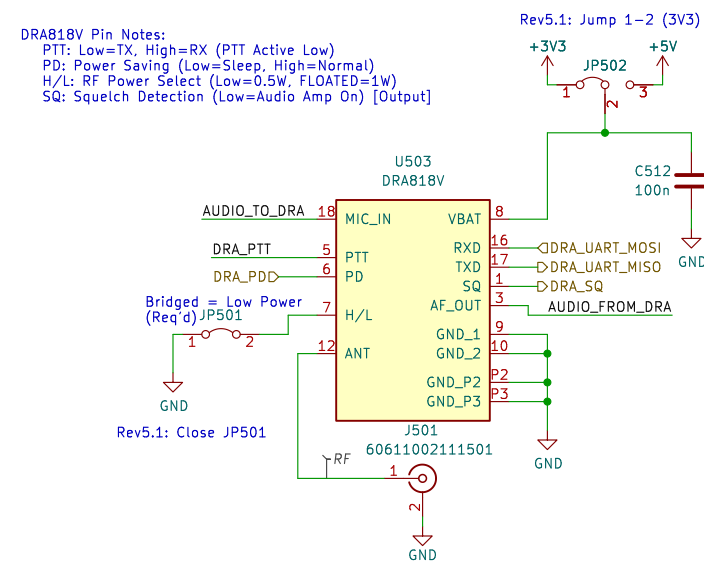 Rev5.1: Jump 1-2 (3V3)
DRA818V Pin Notes:
PTT: Low=TX, High=RX (PTT Active Low)
PD: Power Saving (Low=Sleep, High=Normal)
H/L: RF Power Select (Low=0.5W, FLOATED=1W)
SQ: Squelch Detection (Low=Audio Amp On) [Output]
+3V3
+5V
JP502
1
2
3
U503
DRA818V
C512
100n
GND
AUDIO_TO_DRA
18
MIC_IN
VBAT
8
DRA_PTT
5
PTT
RXD
16
DRA_UART_MOSI
DRA_PD
6
PD
TXD
17
DRA_UART_MISO
SQ
1
DRA_SQ
Bridged = Low Power
(Req'd)
JP501
1
2
7
H/L
AF_OUT
3
AUDIO_FROM_DRA
GND_1
9
12
ANT
GND_2
10
GND_P2
P2
GND_P3
P3
GND
GND
Rev5.1: Close JP501
J501
60611002111501
RF
1
2
GND